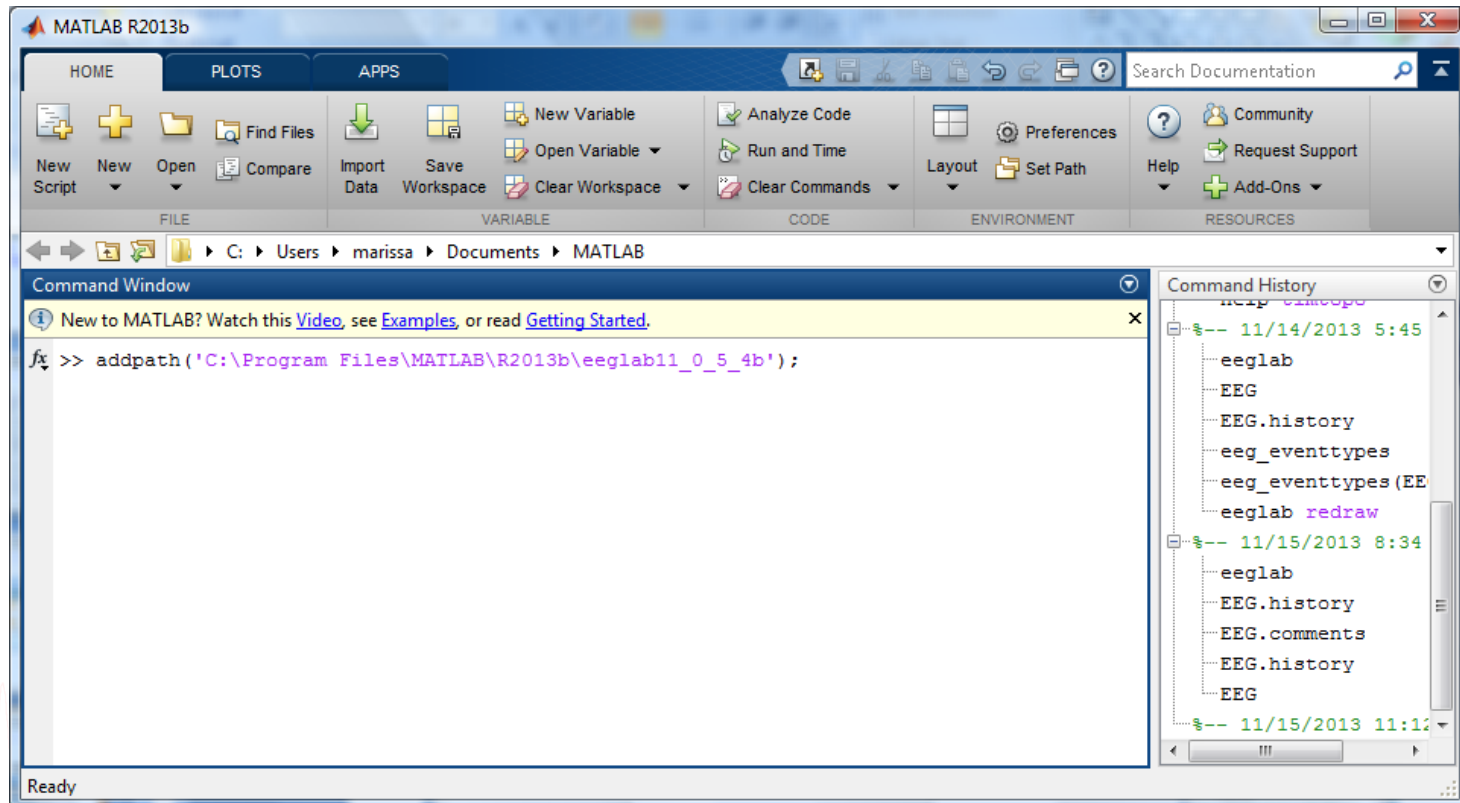 MATLAB R2013b
HOME PLOTS APPS Search Documentation
New Script
New
Open
Find Files
Compare
Import Data
Save Workspace
New Variable
Open Variable
Clear Workspace
Analyze Code
Run and Time
Clear Commands
Layout
Preferences
Set Path
Help
Community
Request Support
Add-Ons
FILE VARIABLE CODE ENVIRONMENT RESOURCES
C: Users marissa Documents MATLAB
Command Window
New to MATLAB? Watch this Video, see Examples, or read Getting Started.
fx >> addpath('C:\Program Files\MATLAB\R2013b\eeglab11_0_5_4b');
Command History
help timtopo
%-- 11/14/2013 5:45
eeglab
EEG
EEG.history
eeg_eventtypes
eeg_eventtypes(EE
eeglab redraw
%-- 11/15/2013 8:34
eeglab
EEG.history
EEG.comments
EEG.history
EEG
%-- 11/15/2013 11:12
Ready